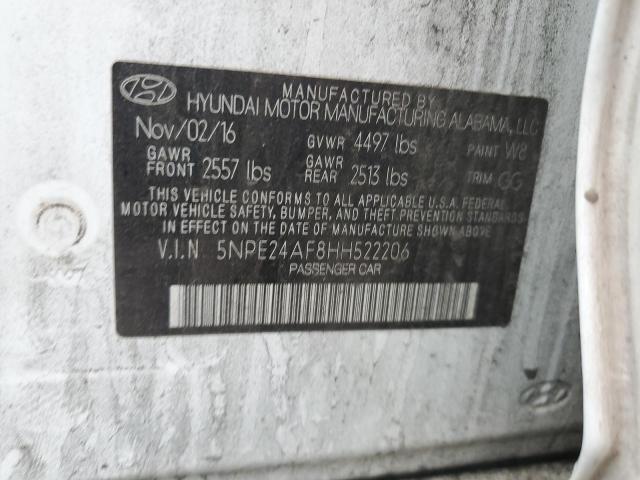 MANUFACTURED BY
HYUNDAI MOTOR MANUFACTURING ALABAMA, LLC
Nov/02/16 GVWR 4497 lbs PAINT W8
GAWR FRONT 2557 lbs GAWR REAR 2513 lbs TRIM GG
THIS VEHICLE CONFORMS TO ALL APPLICABLE U.S.A. FEDERAL
MOTOR VEHICLE SAFETY, BUMPER, AND THEFT PREVENTION STANDARDS
IN EFFECT ON THE DATE OF MANUFACTURE SHOWN ABOVE.
V.I.N 5NPE24AF8HH522206
PASSENGER CAR